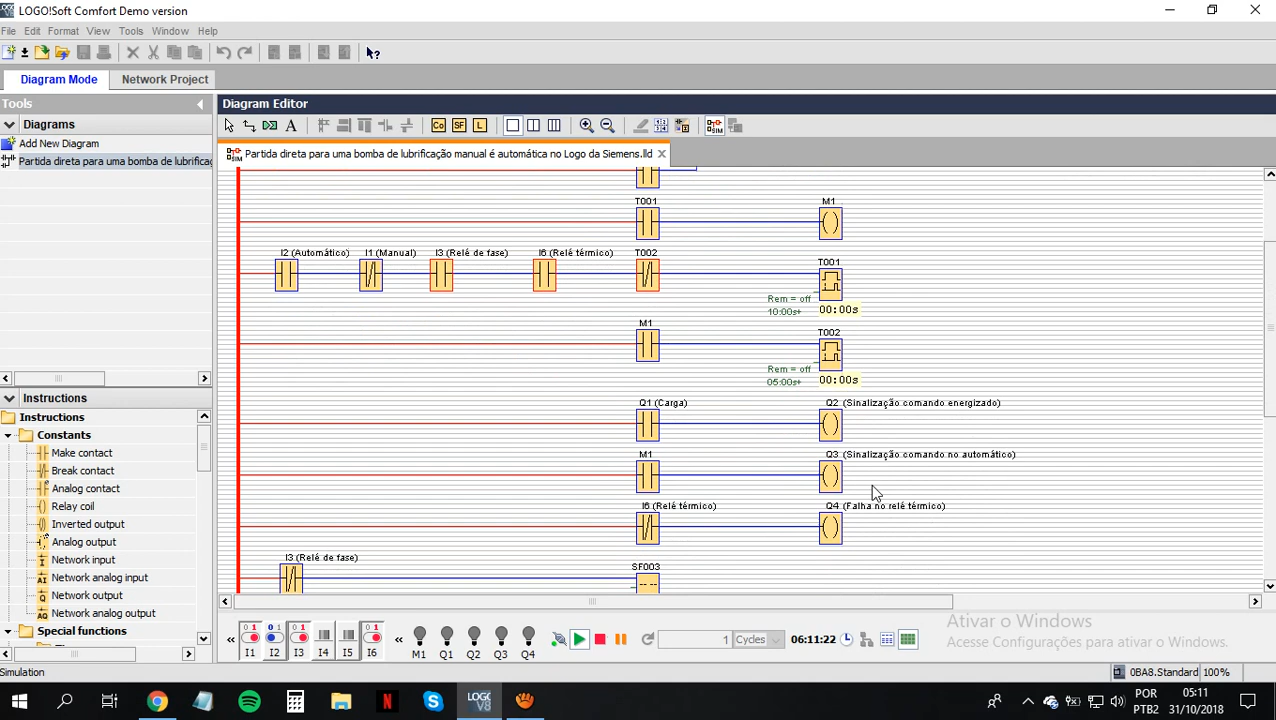 LOGO!Soft Comfort Demo version
File Edit Format View Tools Window Help
Diagram Mode Network Project
Tools
Diagram Editor
Diagrams
Add New Diagram
Partida direta para uma bomba de lubrificaç
Partida direta para uma bomba de lubrificação manual é automática no Logo da Siemens.lld
Co SF L
SIM
T001 M1
I2 (Automático) I1 (Manual) I3 (Relé de fase) I6 (Relé térmico) T002
T001
Rem = off
10:00s+
00:00s
M1
T002
Rem = off
05:00s+
00:00s
Q1 (Carga) Q2 (Sinalização comando energizado)
M1 Q3 (Sinalização comando no automático)
I6 (Relé térmico) Q4 (Falha no relé térmico)
I3 (Relé de fase)
SF003
Instructions
Instructions
Constants
Make contact
Break contact
Analog contact
Relay coil
Inverted output
Analog output
Network input
Network analog input
Network output
Network analog output
Special functions
I1 I2 I3 I4 I5 I6 M1 Q1 Q2 Q3 Q4
1 Cycles 06:11:22
Ativar o Windows
Acesse Configurações para ativar o Windows.
Simulation
0BA8.Standard 100%
POR
PTB2
05:11
31/10/2018